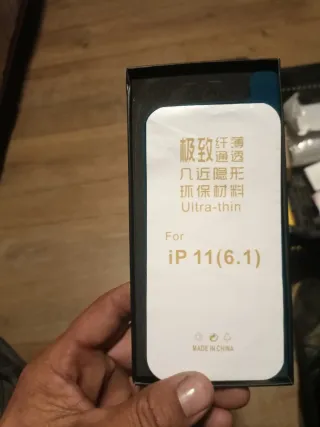 极致纤薄
通透
几近隐形
环保材料
Ultra-thin
For
iP 11(6.1)
MADE IN CHINA